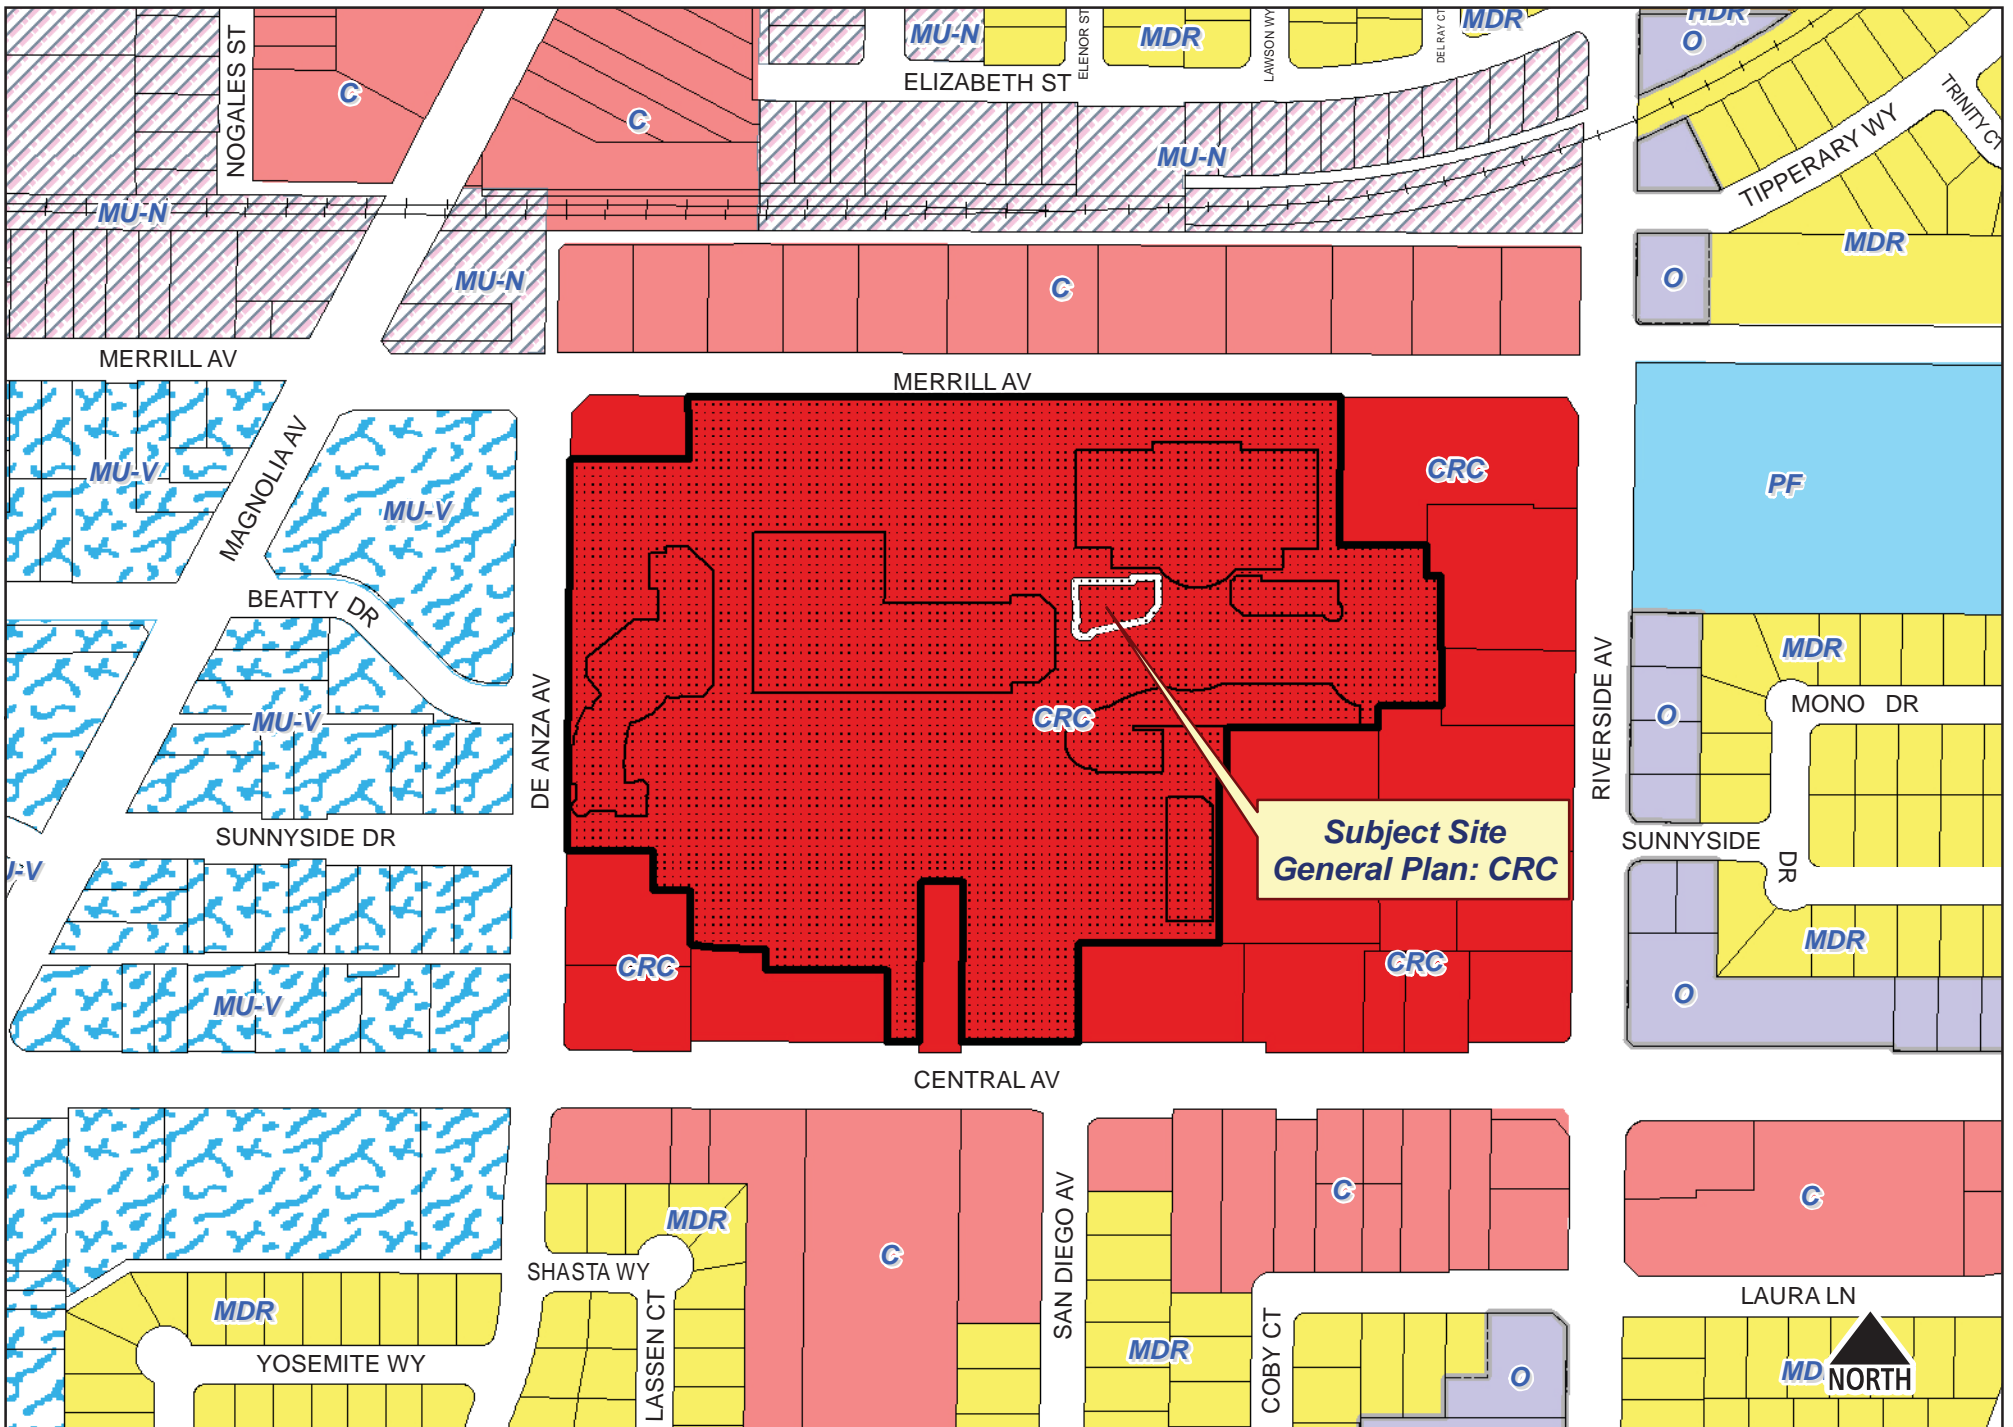 NOGALES ST
C
C
MU-N
ELENOR ST
MDR
LAWSON WY
DELRAY CT
MDR
HDR
O
ELIZABETH ST
MU-N
TRINITY CT
TIPPERARY WY
MU-N
MU-N
C
MDR
O
MERRILL AV
MERRILL AV
MU-V
MAGNOLIA AV
MU-V
CRC
PF
BEATTY DR
MU-V
DE ANZA AV
CRC
RIVERSIDE AV
MDR
MONO DR
O
SUNNYSIDE DR
Subject Site
General Plan: CRC
SUNNYSIDE
DR
U-V
MU-V
CRC
CRC
MDR
O
CENTRAL AV
MDR
C
SAN DIEGO AV
C
C
SHASTA WY
MDR
LASSEN CT
YOSEMITE WY
MDR
COBY CT
O
LAURA LN
MD
NORTH